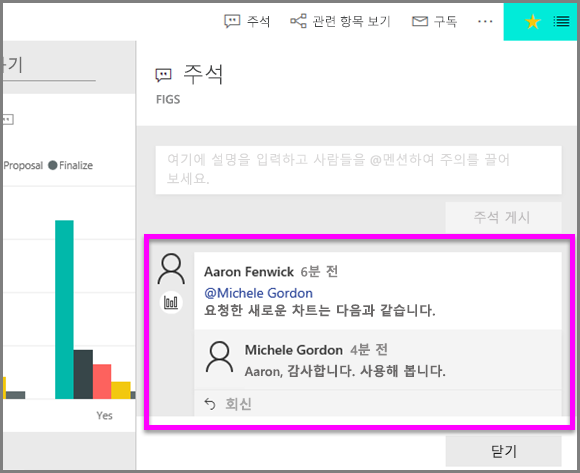 주석 관련 항목 보기 구독 ...
하기
주석
FIGS
Proposal Finalize
여기에 설명을 입력하고 사람들을 @멘션하여 주의를 끌어
보세요.
주석 게시
Aaron Fenwick 6분 전
@Michele Gordon
요청한 새로운 차트는 다음과 같습니다.
Michele Gordon 4분 전
Aaron, 감사합니다. 사용해 봅니다.
회신
Yes
닫기